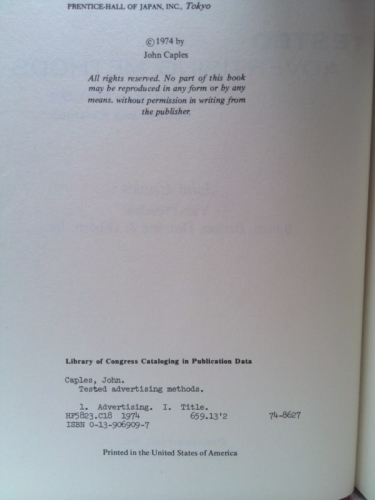 PRENTICE-HALL OF JAPAN, INC., Tokyo
© 1974 by
John Caples
All rights reserved. No part of this book
may be reproduced in any form or by any
means, without permission in writing from
the publisher.
Library of Congress Cataloging in Publication Data
Caples, John.
Tested advertising methods.
1. Advertising. I. Title.
HF5823.C18 1974 659.13'2 74-8627
ISBN 0-13-906909-7
Printed in the United States of America